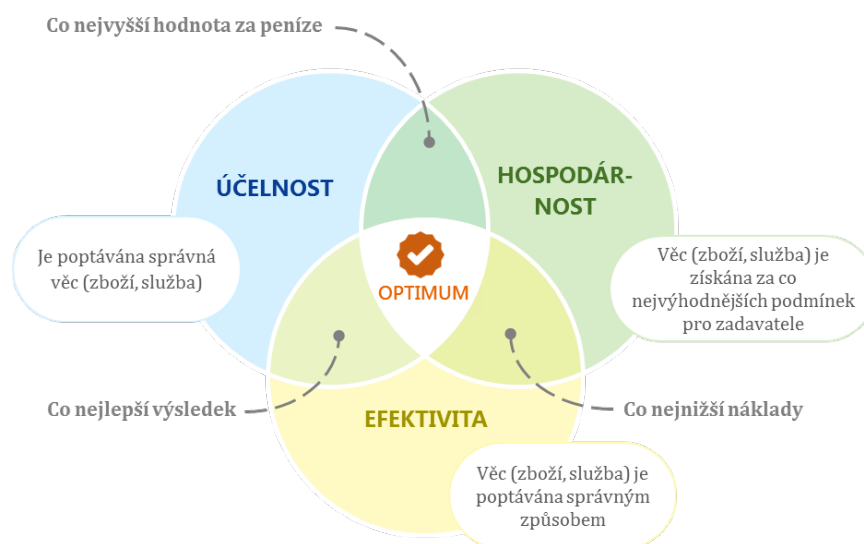 Co nejvyšší hodnota za peníze
ÚČELNOST
HOSPODÁR-
NOST
Je poptávána správná
věc (zboží, služba)
OPTIMUM
Věc (zboží, služba) je
získána za co
nejvýhodnějších podmínek
pro zadavatele
Co nejlepší výsledek
EFEKTIVITA
Co nejnižší náklady
Věc (zboží, služba) je
poptávána správným
způsobem